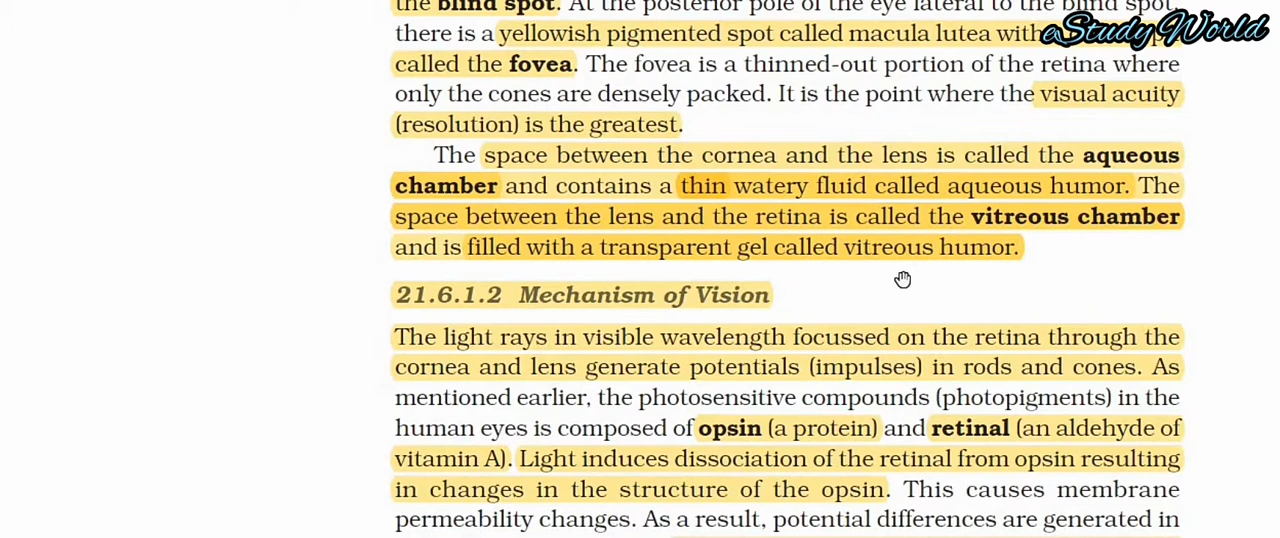 the blind spot. At the posterior pole of the eye lateral to the blind spot,
eStudy World
there is a yellowish pigmented spot called macula lutea with
called the fovea. The fovea is a thinned-out portion of the retina where
only the cones are densely packed. It is the point where the visual acuity
(resolution) is the greatest.
The space between the cornea and the lens is called the aqueous
chamber and contains a thin watery fluid called aqueous humor. The
space between the lens and the retina is called the vitreous chamber
and is filled with a transparent gel called vitreous humor.
21.6.1.2 Mechanism of Vision
The light rays in visible wavelength focussed on the retina through the
cornea and lens generate potentials (impulses) in rods and cones. As
mentioned earlier, the photosensitive compounds (photopigments) in the
human eyes is composed of opsin (a protein) and retinal (an aldehyde of
vitamin A). Light induces dissociation of the retinal from opsin resulting
in changes in the structure of the opsin. This causes membrane
permeability changes. As a result, potential differences are generated in